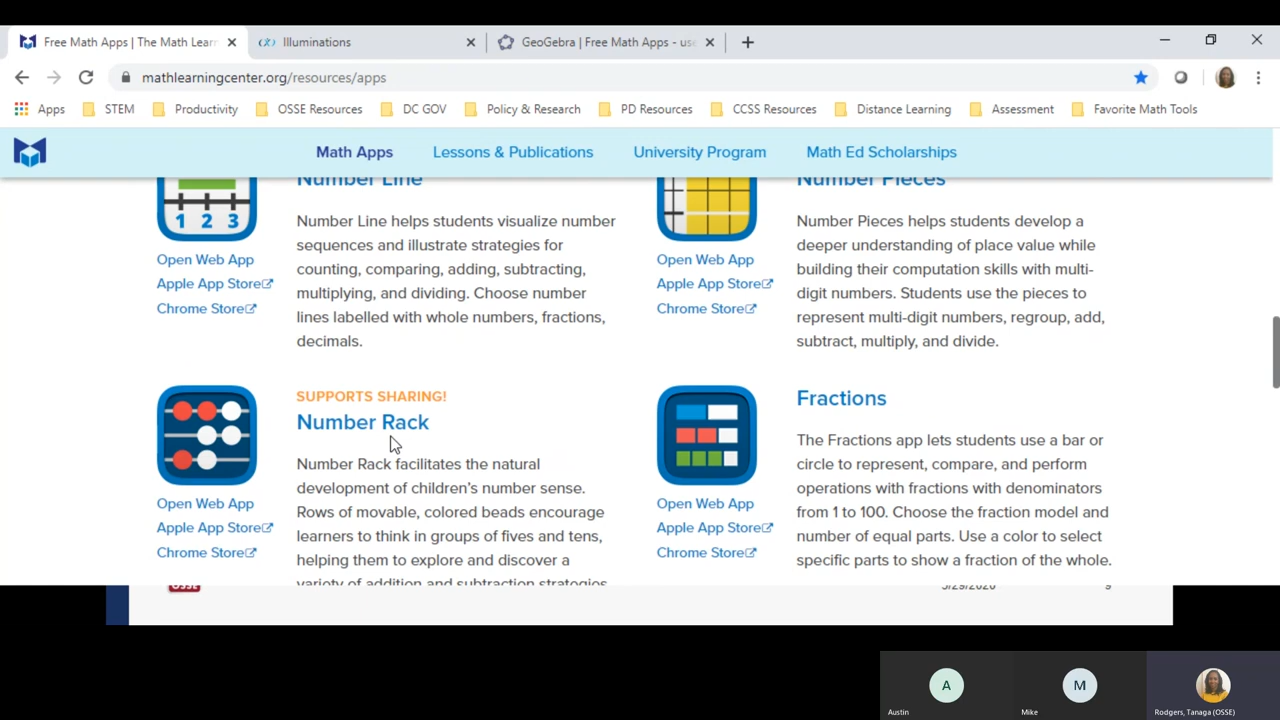 Free Math Apps | The Math Learn
Illuminations
GeoGebra | Free Math Apps - use
mathlearningcenter.org/resources/apps
Apps
STEM
Productivity
OSSE Resources
DC GOV
Policy & Research
PD Resources
CCSS Resources
Distance Learning
Assessment
Favorite Math Tools
Math Apps
Lessons & Publications
University Program
Math Ed Scholarships
1 2 3
Open Web App
Apple App Store
Chrome Store
Number Line
Number Line helps students visualize number
sequences and illustrate strategies for
counting, comparing, adding, subtracting,
multiplying, and dividing. Choose number
lines labelled with whole numbers, fractions,
decimals.
Open Web App
Apple App Store
Chrome Store
Number Pieces
Number Pieces helps students develop a
deeper understanding of place value while
building their computation skills with multi-
digit numbers. Students use the pieces to
represent multi-digit numbers, regroup, add,
subtract, multiply, and divide.
Open Web App
Apple App Store
Chrome Store
SUPPORTS SHARING!
Number Rack
Number Rack facilitates the natural
development of children's number sense.
Rows of movable, colored beads encourage
learners to think in groups of fives and tens,
helping them to explore and discover a
variety of addition and subtraction strategies
Open Web App
Apple App Store
Chrome Store
Fractions
The Fractions app lets students use a bar or
circle to represent, compare, and perform
operations with fractions with denominators
from 1 to 100. Choose the fraction model and
number of equal parts. Use a color to select
specific parts to show a fraction of the whole.
OSSE
5/29/2020
9
A
Austin
M
Mike
Rodgers, Tanaga (OSSE)